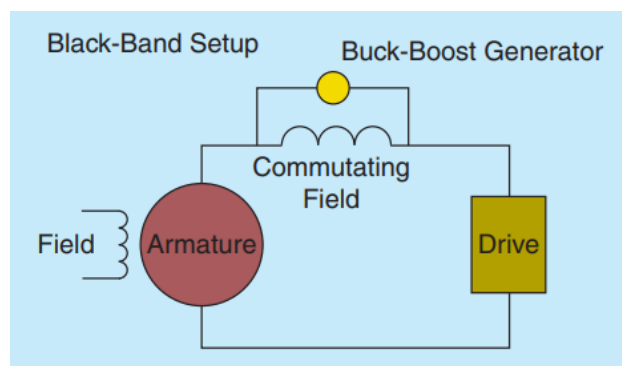 Black-Band Setup
Buck-Boost Generator
Commutating
Field
Field
Armature
Drive